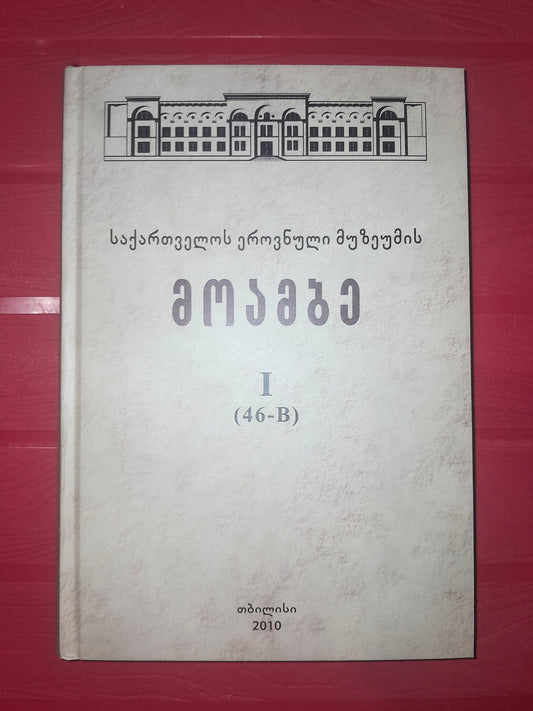 საქართველოს ეროვნული მუზეუმის
მოამბე
I
(46-B)
თბილისი
2010